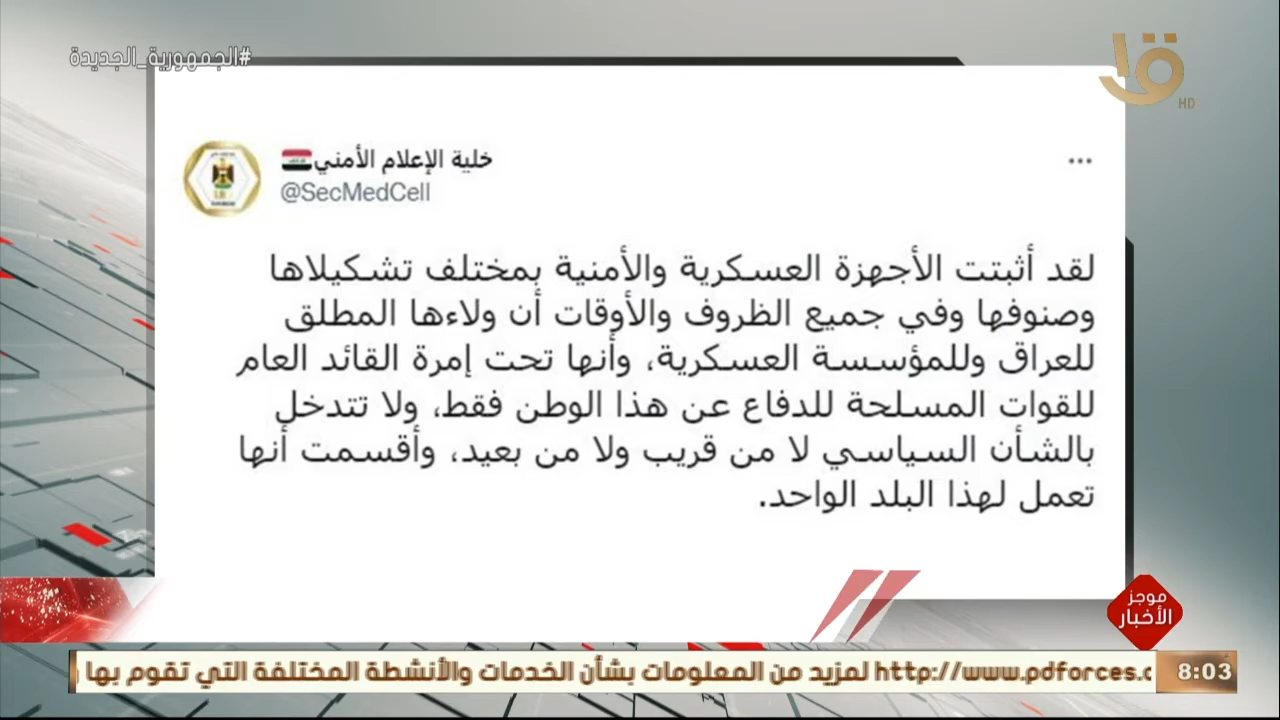 #الجمهورية_الجديدة
HD
خلية الإعلام الأمني
@SecMedCell
لقد أثبتت الأجهزة العسكرية والأمنية بمختلف تشكيلاها
وصنوفها وفي جميع الظروف والأوقات أن ولاءها المطلق
للعراق وللمؤسسة العسكرية، وأنها تحت إمرة القائد العام
للقوات المسلحة للدفاع عن هذا الوطن فقط، ولا تتدخل
بالشأن السياسي لا من قريب ولا من بعيد، وأقسمت أنها
تعمل لهذا البلد الواحد.
موجز
الأخبار
http://www.pdforces.c لمزيد من المعلومات بشأن الخدمات والأنشطة المختلفة التي تقوم بها
8:03